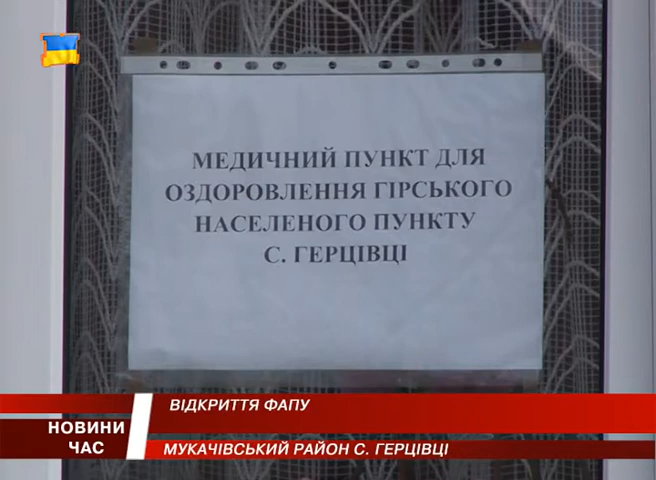 МЕДИЧНИЙ ПУНКТ ДЛЯ
ОЗДОРОВЛЕННЯ ГІРСЬКОГО
НАСЕЛЕНОГО ПУНКТУ
С. ГЕРЦІВЦІ
ВІДКРИТТЯ ФАПУ
НОВИНИ
ЧАС
МУКАЧІВСЬКИЙ РАЙОН С. ГЕРЦІВЦІ